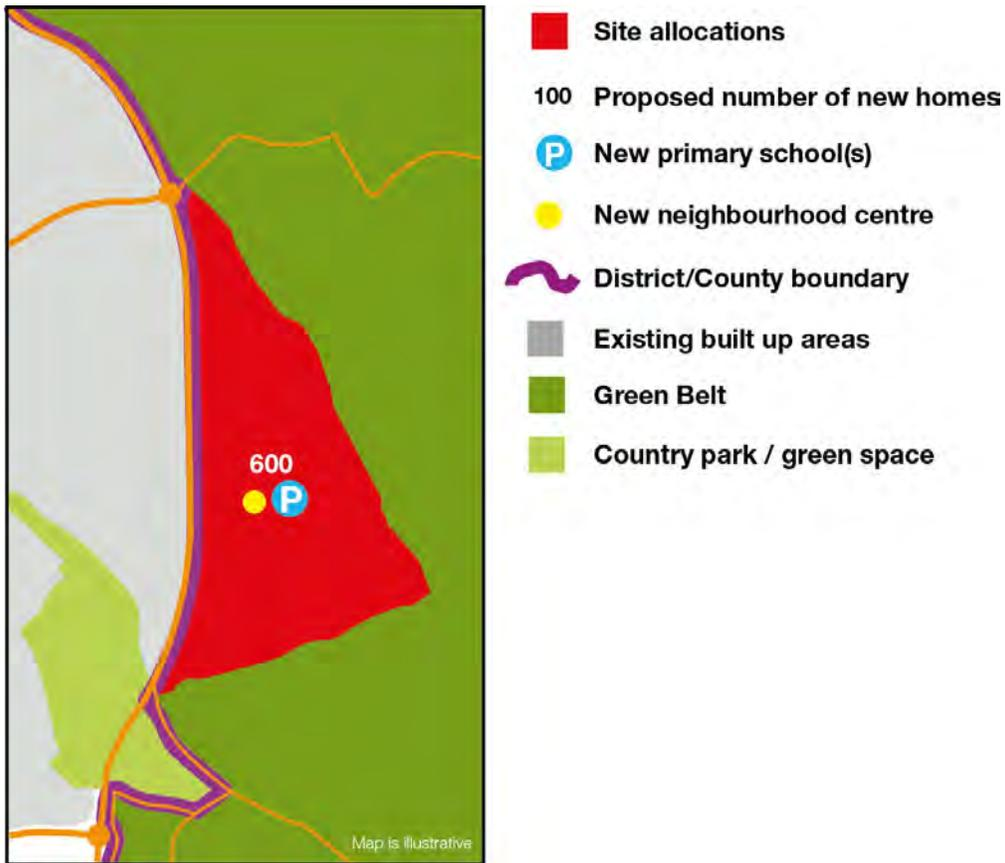 600
P
Map is illustrative
Site allocations
100 Proposed number of new homes
P New primary school(s)
New neighbourhood centre
District/County boundary
Existing built up areas
Green Belt
Country park / green space